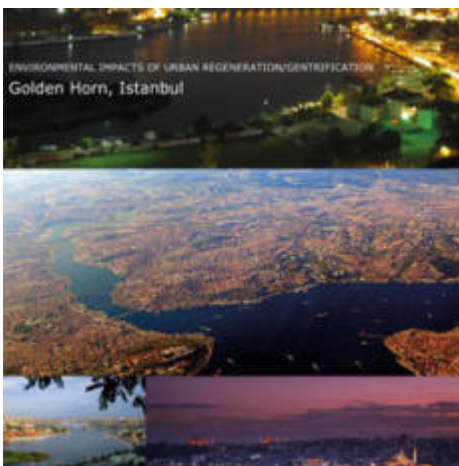 ENVIRONMENTAL IMPACTS OF URBAN REGENERATION/GENTRIFICATION
Golden Horn, Istanbul